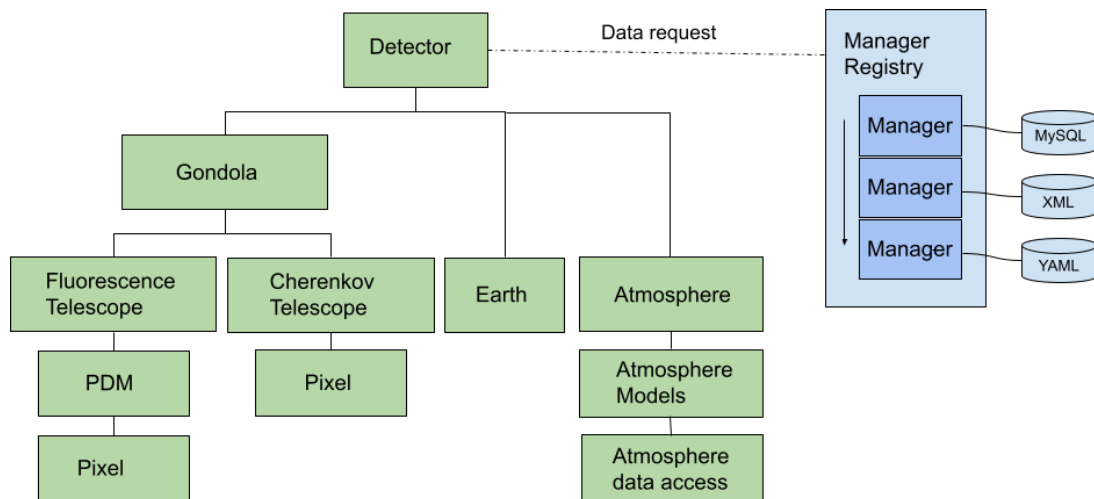 Detector
Data request
Manager
Registry
Manager
MySQL
Manager
XML
Manager
YAML
Gondola
Fluorescence
Telescope
Cherenkov
Telescope
Earth
Atmosphere
PDM
Pixel
Atmosphere
Models
Pixel
Atmosphere
data access